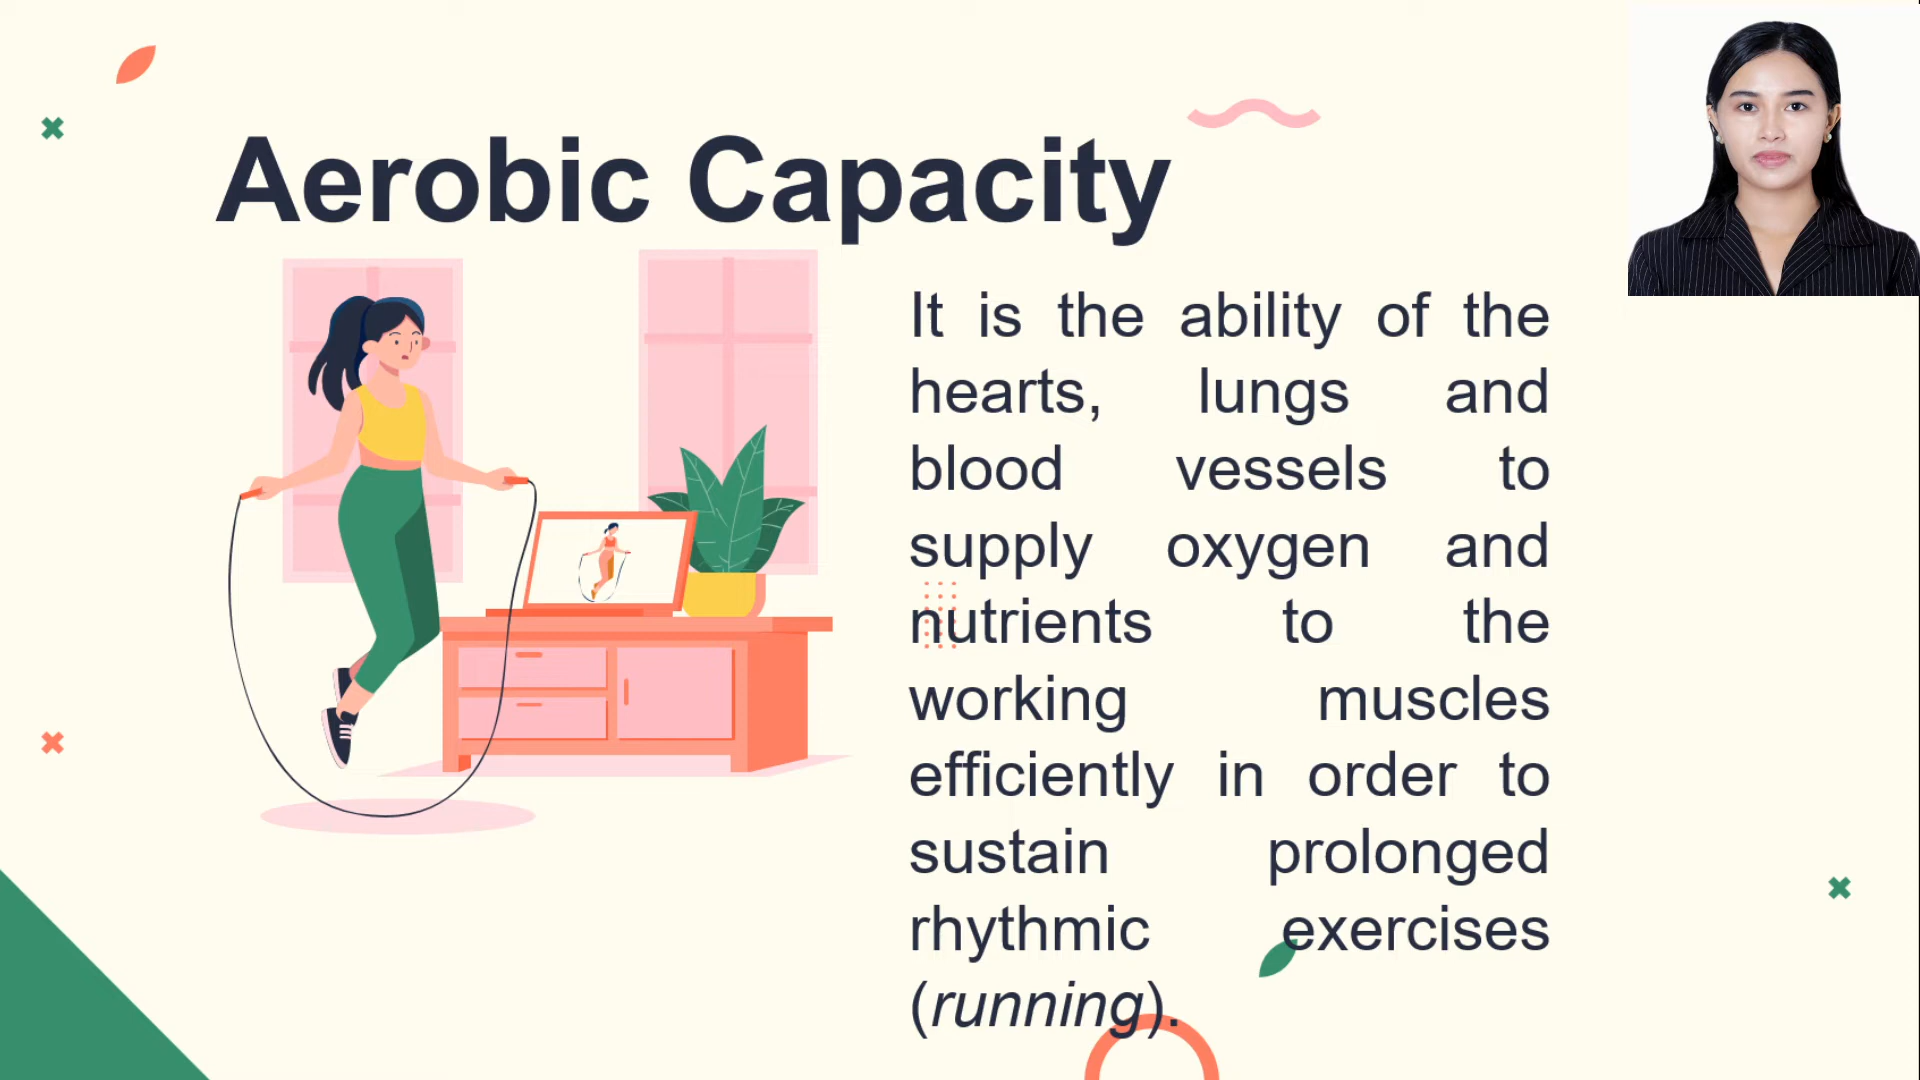 Aerobic Capacity
It is the ability of the
hearts, lungs and
blood vessels to
supply oxygen and
nutrients to the
working muscles
efficiently in order to
sustain prolonged
rhythmic exercises
(running).